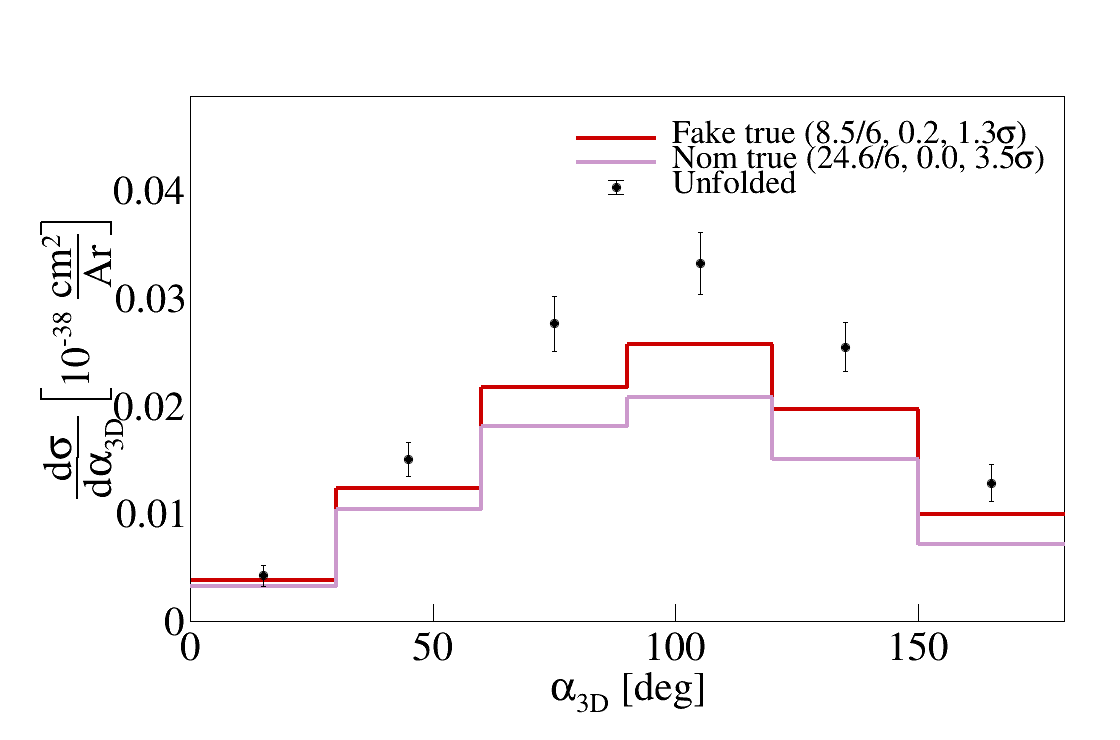 Fake true (8.5/6, 0.2, 1.3σ)
Nom true (24.6/6, 0.0, 3.5σ)
Unfolded
0.04
0.03
0.02
0.01
0
dσ/dα3D [10-38 cm2/Ar]
0 50 100 150
α3D [deg]